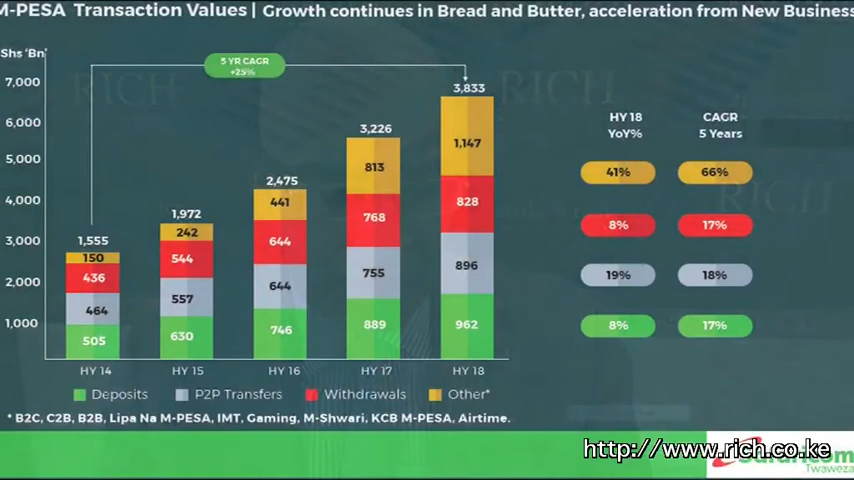 M-PESA Transaction Values | Growth continues in Bread and Butter, acceleration from New Business
Shs 'Bn'
5 YR CAGR
+25%
7,000
6,000
5,000
4,000
3,000
2,000
1,000
1,555
150
436
464
505
1,972
242
544
557
630
2,475
441
644
644
746
3,226
813
768
755
889
3,833
1,147
828
896
962
HY 14
HY 15
HY 16
HY 17
HY 18
HY 18 CAGR
YoY% 5 Years
41% 66%
8% 17%
19% 18%
8% 17%
Deposits P2P Transfers Withdrawals Other*
* B2C, C2B, B2B, Lipa Na M-PESA, IMT, Gaming, M-Shwari, KCB M-PESA, Airtime.
http://www.rich.co.ke
Safaricom
Twaweza
RICH
RICH
RICH